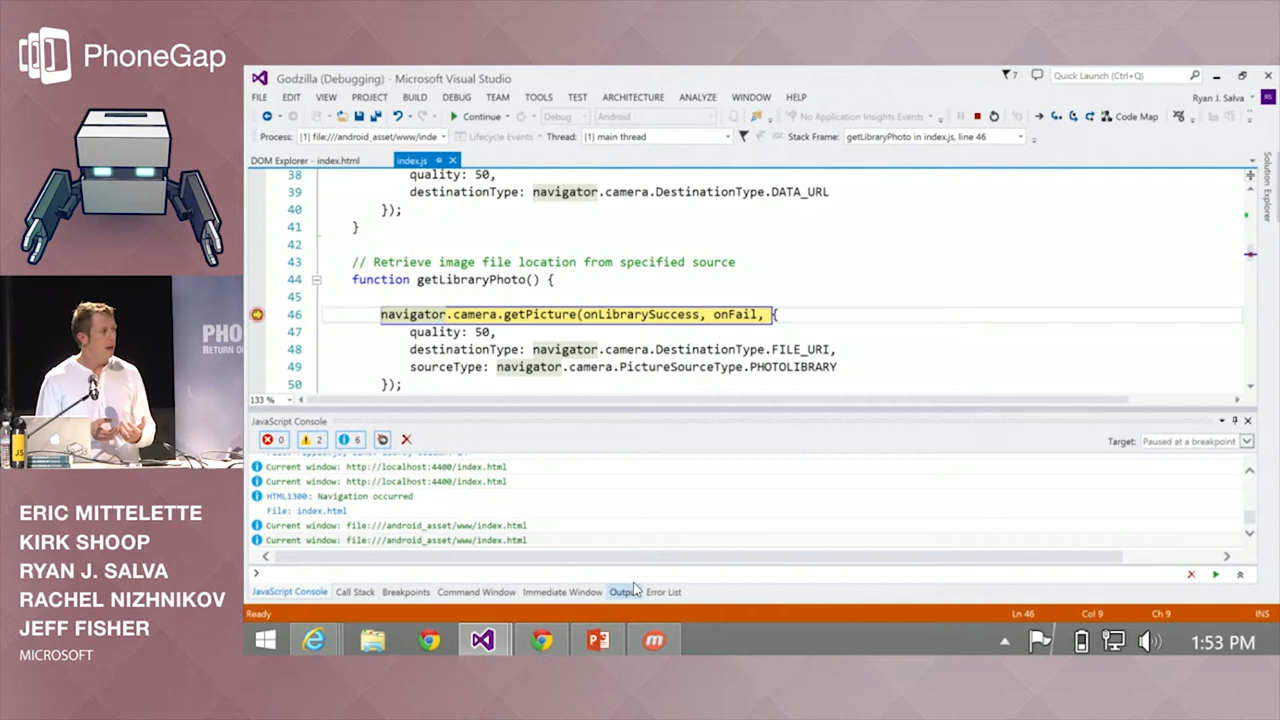 PhoneGap
Godzilla (Debugging) - Microsoft Visual Studio
7
Quick Launch (Ctrl+Q)
FILE EDIT VIEW PROJECT BUILD DEBUG TEAM TOOLS TEST ARCHITECTURE ANALYZE WINDOW HELP
Ryan J. Salva
RS
Continue Debug Android No Application Insights Events Code Map
Process: [1] file:///android_asset/www/inde Lifecycle Events Thread: [1] main thread Stack Frame: getLibraryPhoto in index.js, line 46
DOM Explorer - index.html index.js
Solution Explorer
38 quality: 50,
39 destinationType: navigator.camera.DestinationType.DATA_URL
40 });
41 }
42
43 // Retrieve image file location from specified source
44 function getLibraryPhoto() {
45
46 navigator.camera.getPicture(onLibrarySuccess, onFail, {
47 quality: 50,
48 destinationType: navigator.camera.DestinationType.FILE_URI,
49 sourceType: navigator.camera.PictureSourceType.PHOTOLIBRARY
50 });
133 %
JavaScript Console
0 2 6
Target: Paused at a breakpoint
Current window: http://localhost:4400/index.html
Current window: http://localhost:4400/index.html
HTML1300: Navigation occurred
File: index.html
Current window: file:///android_asset/www/index.html
Current window: file:///android_asset/www/index.html
JavaScript Console Call Stack Breakpoints Command Window Immediate Window Output Error List
Ready Ln 46 Col 9 Ch 9 INS
1:53 PM
PHO
RETURN O
JS
ERIC MITTELETTE
KIRK SHOOP
RYAN J. SALVA
RACHEL NIZHNIKOV
JEFF FISHER
MICROSOFT